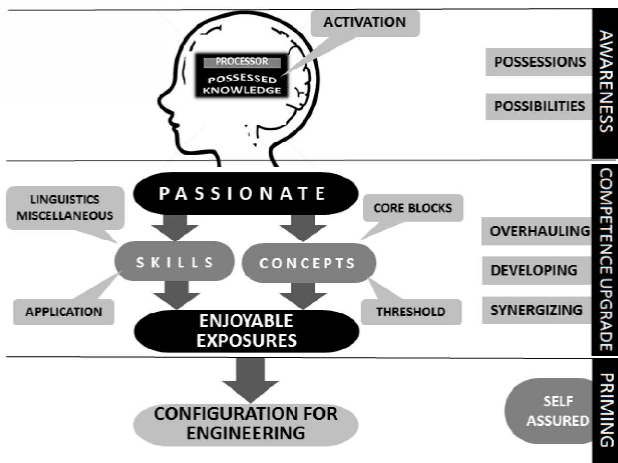 ACTIVATION
PROCESSOR
POSSESSED
KNOWLEDGE
POSSESSIONS
POSSIBILITIES
AWARENESS
PASSIONATE
LINGUISTICS
MISCELLANEOUS
CORE BLOCKS
SKILLS
CONCEPTS
APPLICATION
THRESHOLD
ENJOYABLE
EXPOSURES
OVERHAULING
DEVELOPING
SYNERGIZING
COMPETENCE UPGRADE
CONFIGURATION FOR
ENGINEERING
SELF
ASSURED
PRIMING